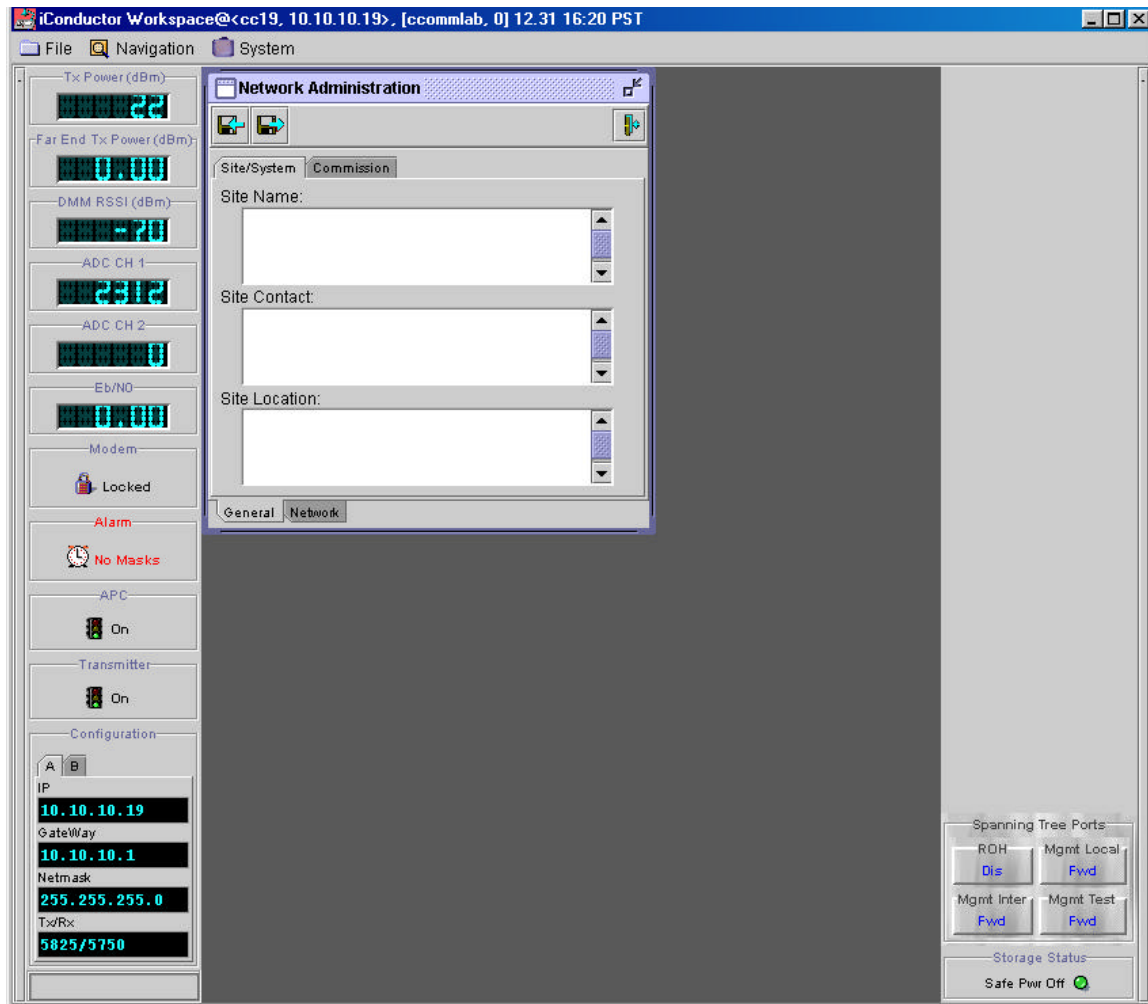 iConductor Workspace@<cc19, 10.10.10.19>, [ccommlab, 0] 12.31 16:20 PST
File Navigation System
Tx Power (dBm)
22
Far End Tx Power (dBm)
0.00
DMM RSSI (dBm)
-70
ADC CH 1
2312
ADC CH 2
0
Eb/N0
0.00
Modem
Locked
Alarm
No Masks
APC
On
Transmitter
On
Configuration
A B
IP
10.10.10.19
GateWay
10.10.10.1
Netmask
255.255.255.0
Tx/Rx
5825/5750
Network Administration
Site/System Commission
Site Name:
Site Contact:
Site Location:
General Network
Spanning Tree Ports
ROH Mgmt Local
Dis Fwd
Mgmt Inter Mgmt Test
Fwd Fwd
Storage Status
Safe Pwr Off